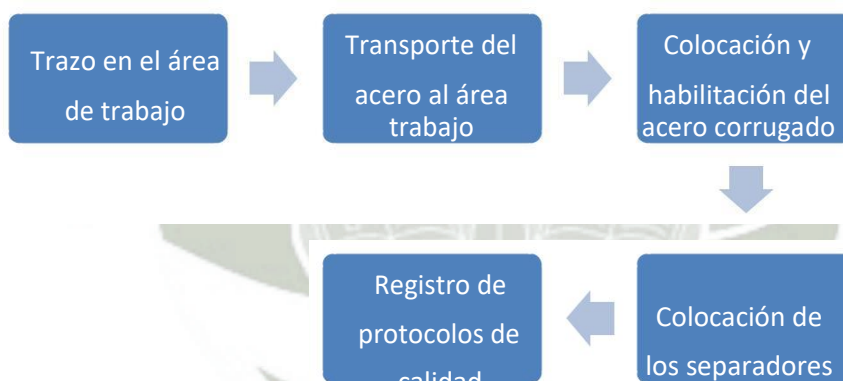 Trazo en el área
de trabajo
Transporte del
acero al área
trabajo
Colocación y
habilitación del
acero corrugado
Colocación de
los separadores
Registro de
protocolos de
calidad